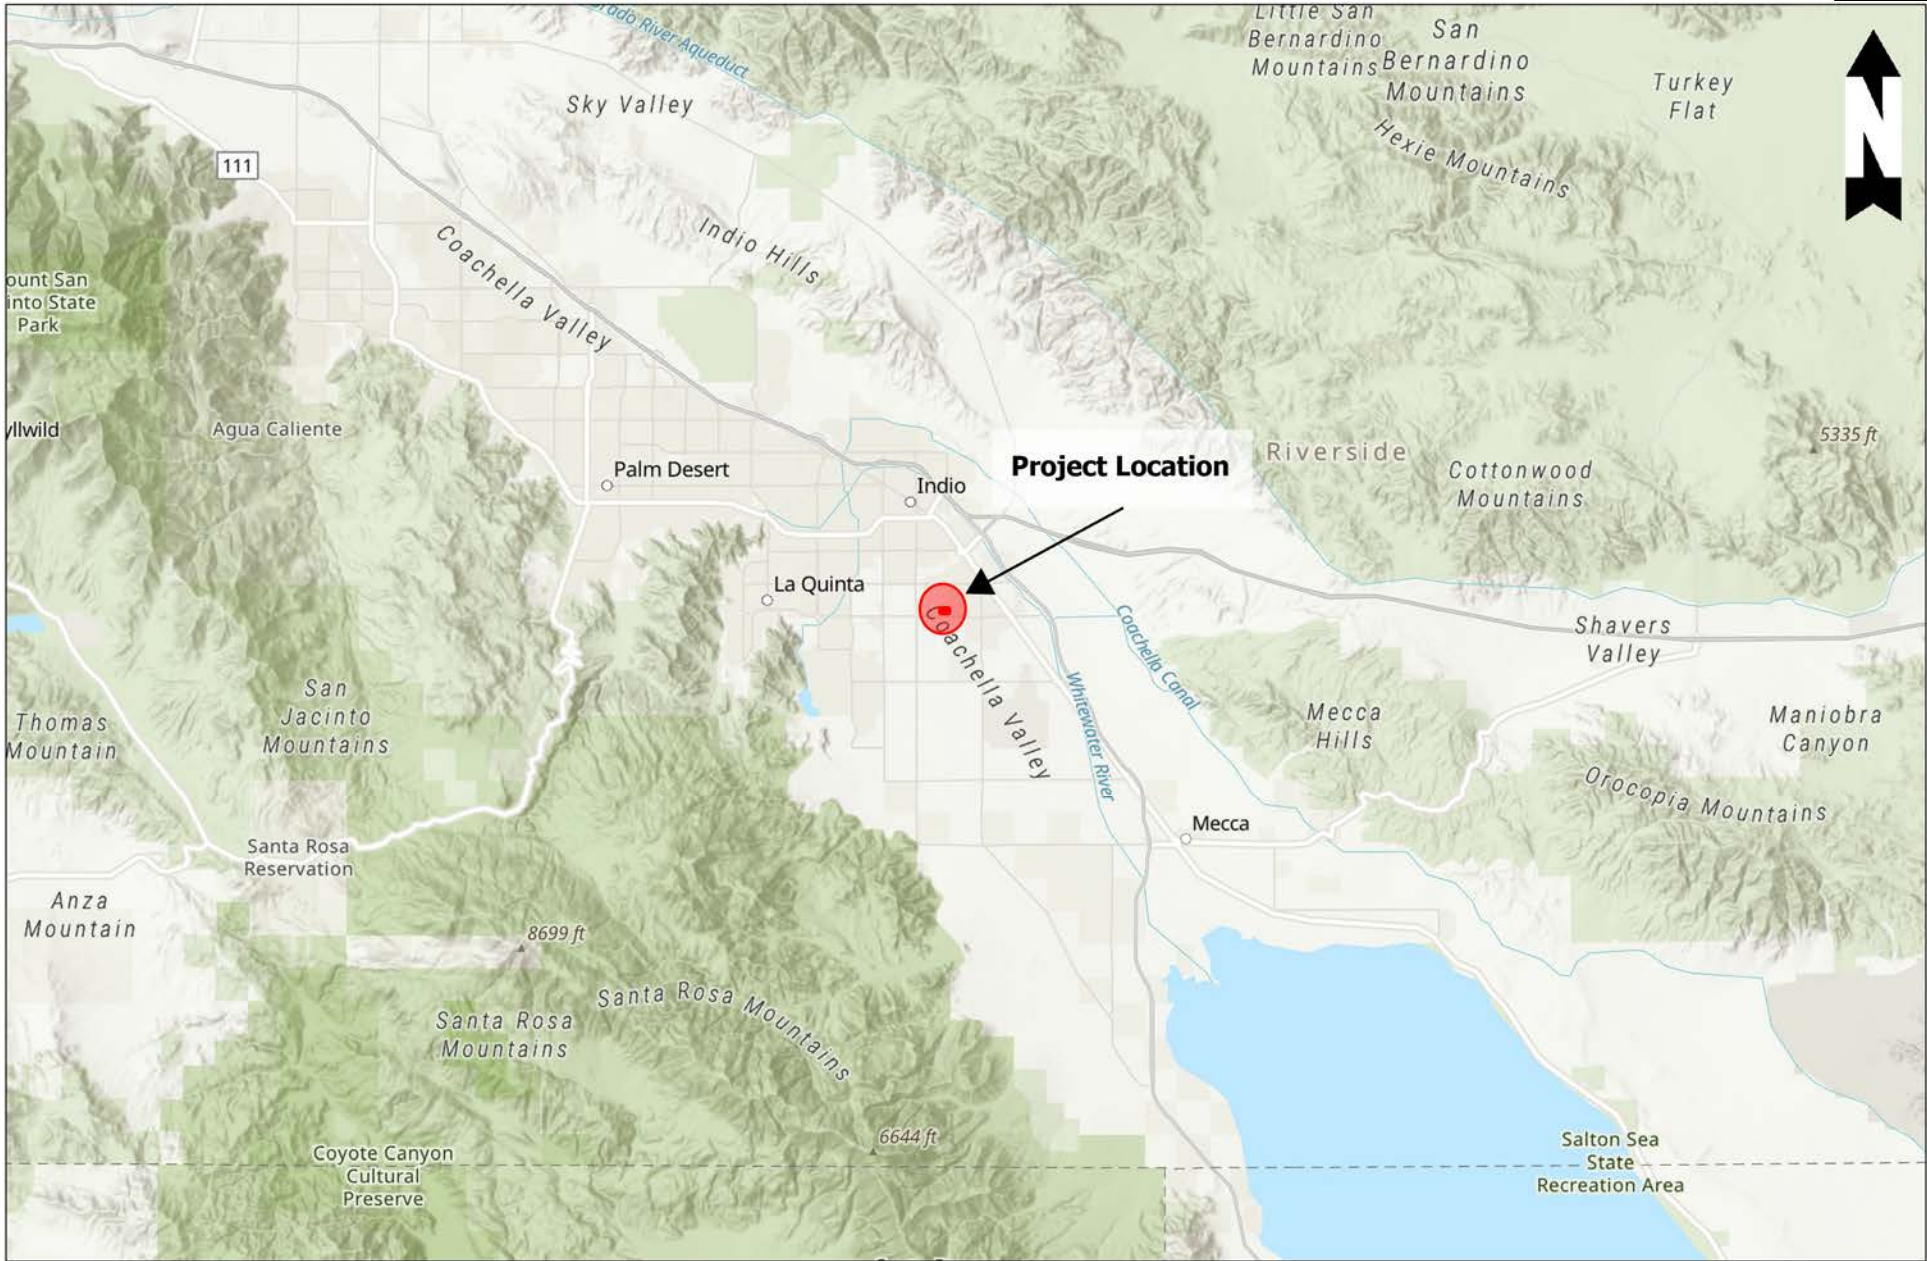 Little San
Bernardino
Mountains
San
Bernardino
Mountains
Turkey
Flat
N
rado River Aqueduct
Sky Valley
Hexie Mountains
111
Indio Hills
Coachella Valley
ount San
into State
Park
yllwild
Agua Caliente
Palm Desert
Indio
Project Location
Riverside
5335 ft
Cottonwood
Mountains
La Quinta
Coachella Valley
Coachella Canal
Whitewater River
Shavers
Valley
San
Jacinto
Mountains
Thomas
Mountain
Mecca
Hills
Maniobra
Canyon
Orocopia Mountains
Mecca
Santa Rosa
Reservation
Anza
Mountain
8699 ft
Santa Rosa Mountains
Santa Rosa
Mountains
6644 ft
Coyote Canyon
Cultural
Preserve
Salton Sea
State
Recreation Area